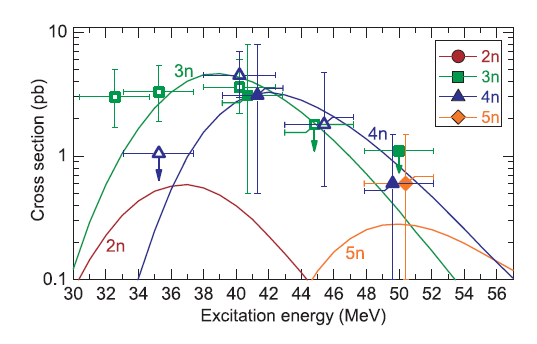 10
1
0.1
Cross section (pb)
3n
4n
2n
5n
2n
3n
4n
5n
30 32 34 36 38 40 42 44 46 48 50 52 54 56
Excitation energy (MeV)